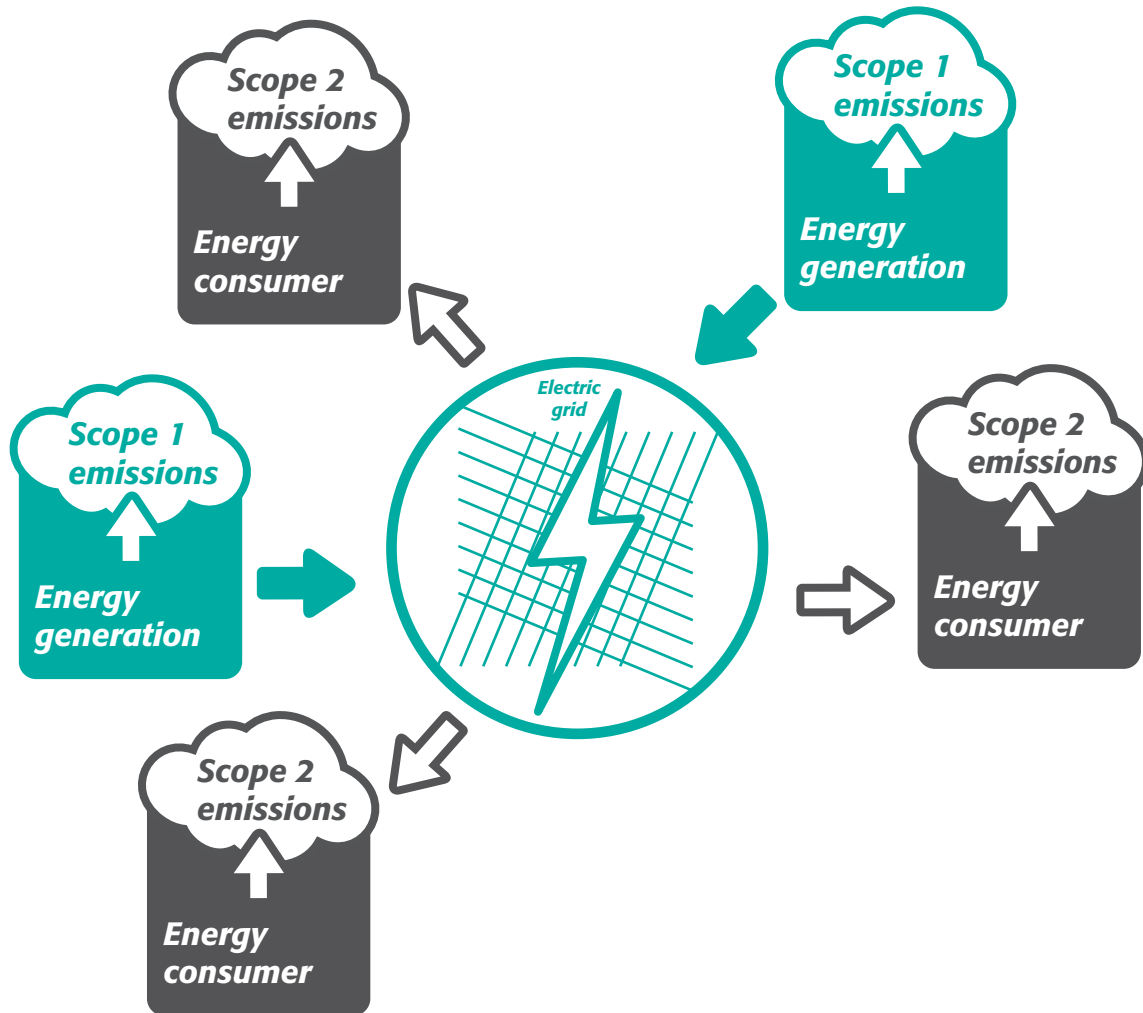 Scope 2
emissions
Energy
consumer
Scope 1
emissions
Energy
generation
Electric
grid
Scope 1
emissions
Energy
generation
Scope 2
emissions
Energy
consumer
Scope 2
emissions
Energy
consumer